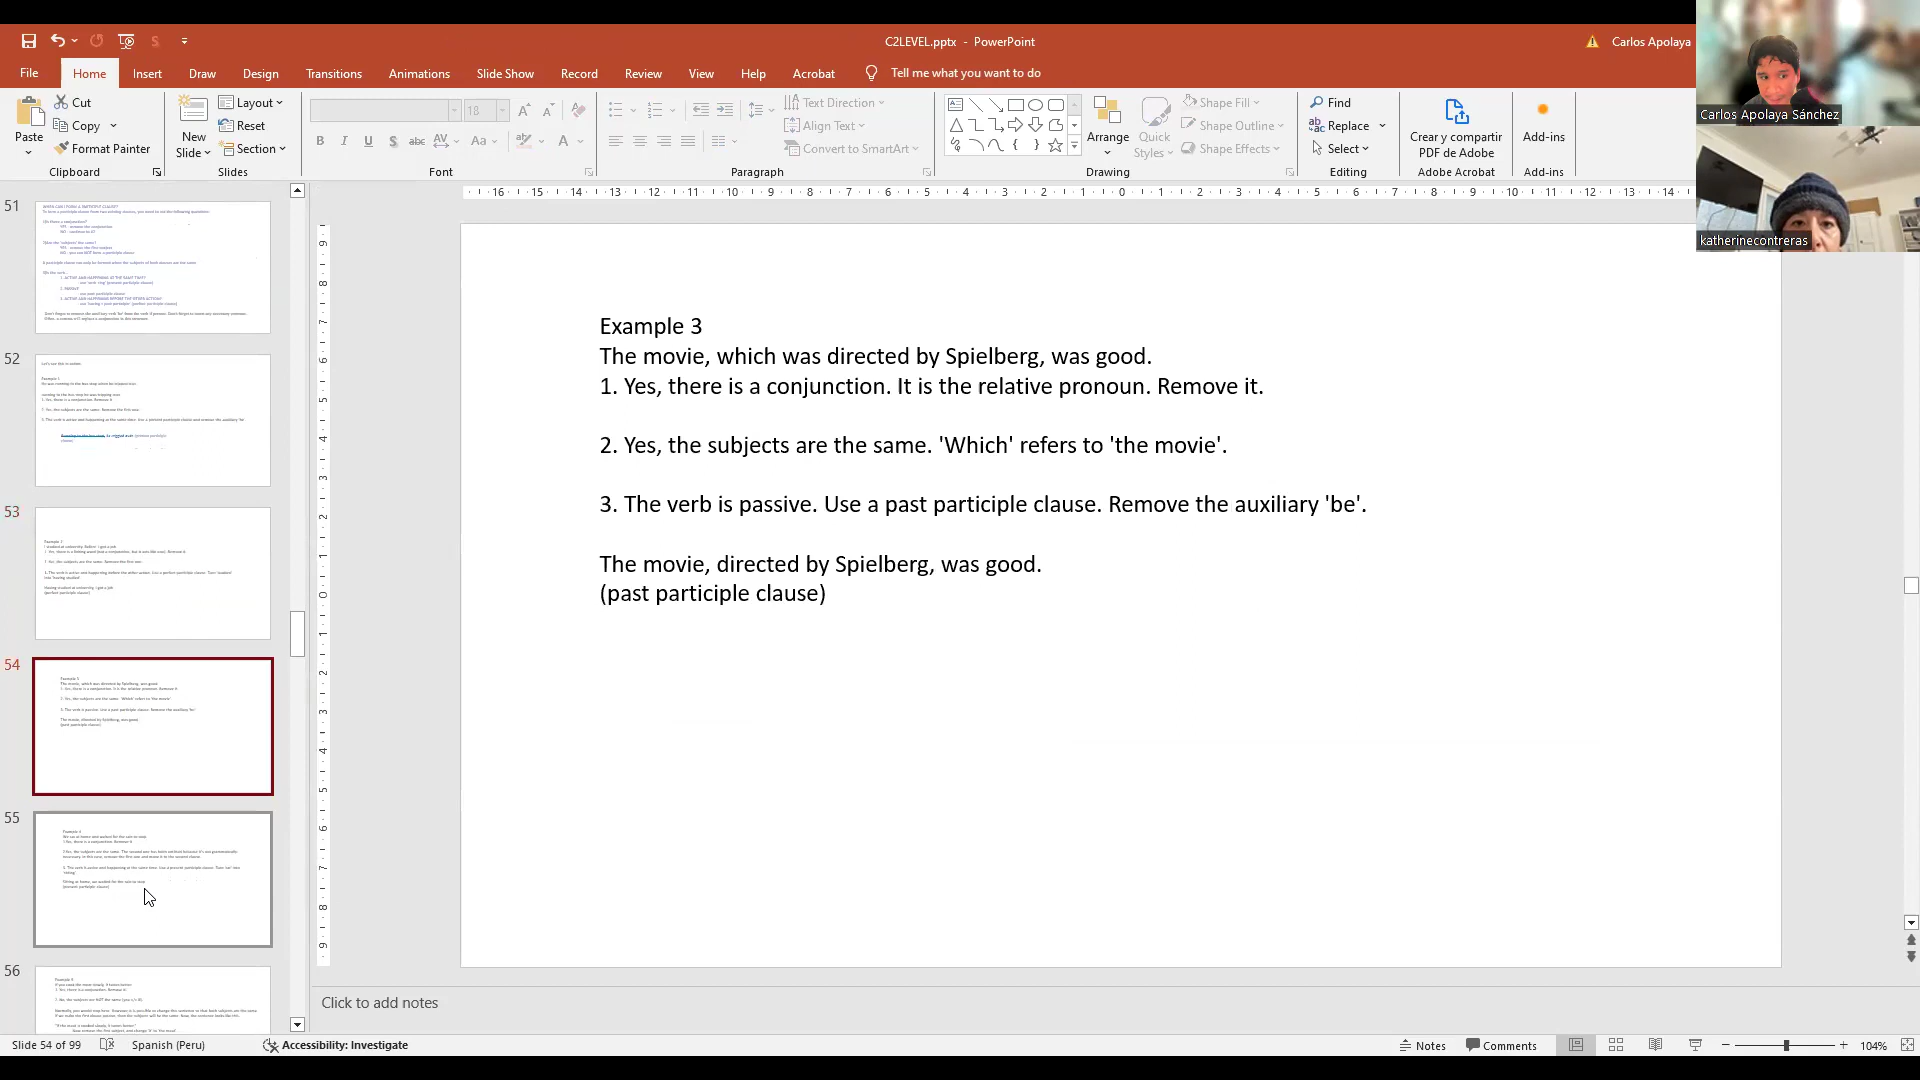 C2LEVEL.pptx - PowerPoint
Carlos Apolaya
File Home Insert Draw Design Transitions Animations Slide Show Record Review View Help Acrobat Tell me what you want to do
Paste
Cut
Copy
Format Painter
Clipboard
New Slide
Layout
Reset
Section
Slides
18
Font
Text Direction
Align Text
Convert to SmartArt
Paragraph
Arrange
Quick Styles
Shape Fill
Shape Outline
Shape Effects
Drawing
Find
Replace
Select
Editing
Crear y compartir
PDF de Adobe
Adobe Acrobat
Add-ins
Add-ins
Carlos Apolaya Sánchez
katherinecontreras
51
52
53
54
55
56
Example 3
The movie, which was directed by Spielberg, was good.
1. Yes, there is a conjunction. It is the relative pronoun. Remove it.
2. Yes, the subjects are the same. 'Which' refers to 'the movie'.
3. The verb is passive. Use a past participle clause. Remove the auxiliary 'be'.
The movie, directed by Spielberg, was good.
(past participle clause)
Click to add notes
Slide 54 of 99
Spanish (Peru)
Accessibility: Investigate
Notes
Comments
104%